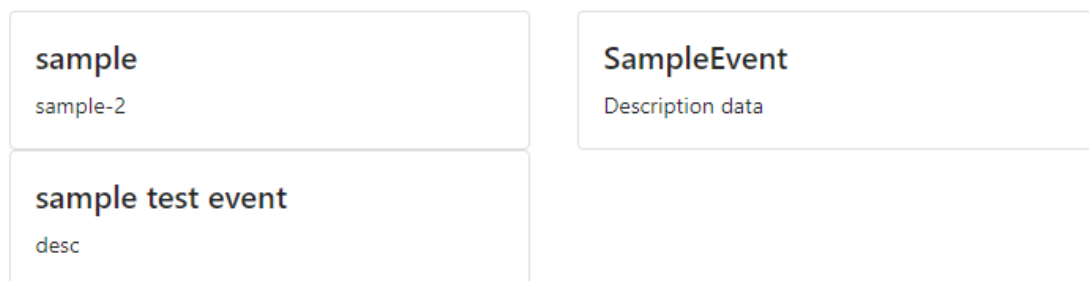 sample
sample-2
SampleEvent
Description data
sample test event
desc